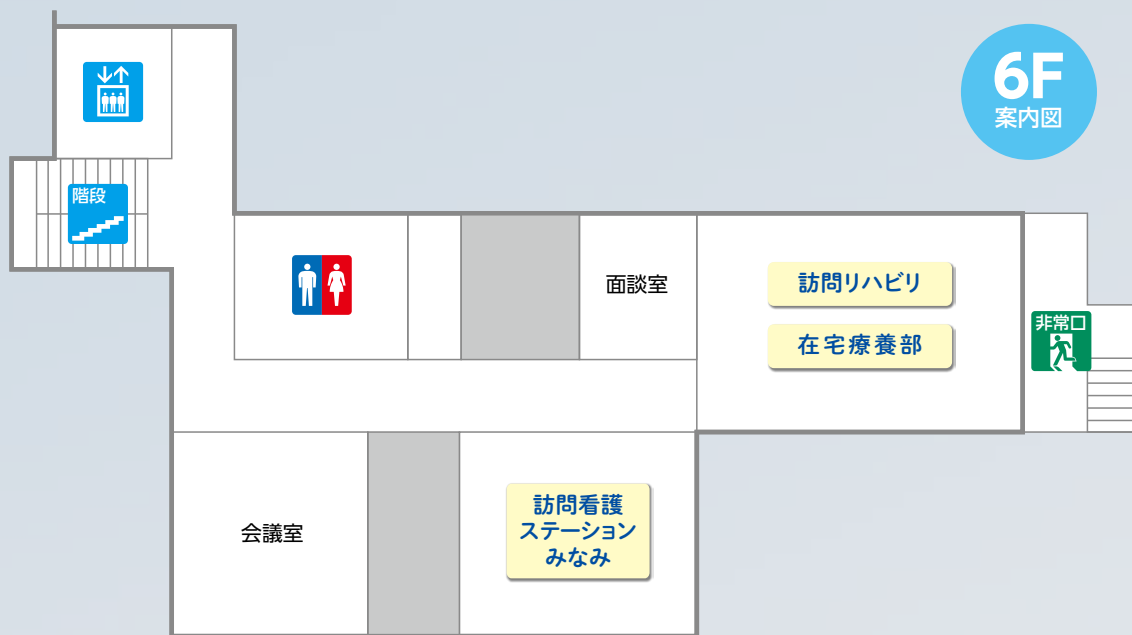 6F
案内図
階段
面談室
訪問リハビリ
在宅療養部
非常口
会議室
訪問看護
ステーション
みなみ